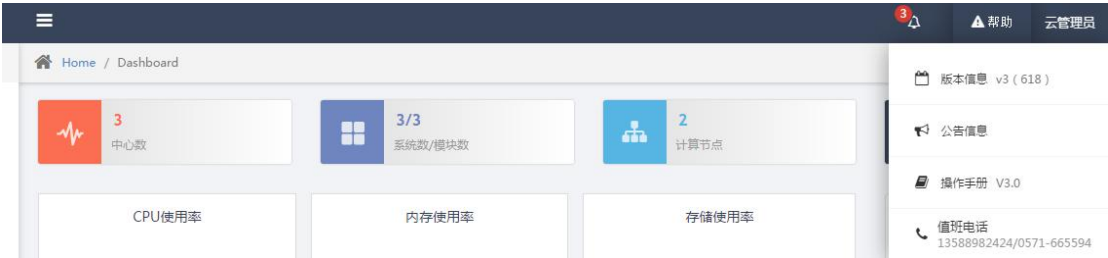 3
帮助
云管理员
Home / Dashboard
3
中心数
3/3
系统数/模块数
2
计算节点
CPU使用率
内存使用率
存储使用率
版本信息 v3 ( 618 )
公告信息
操作手册 V3.0
值班电话
13588982424/0571-665594